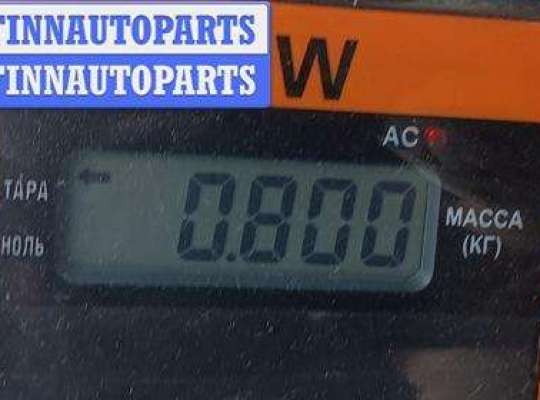 FINNAUTOPARTS
FINNAUTOPARTS
W
AC
ТАРА
0.800
МАССА
(КГ)
НОЛЬ